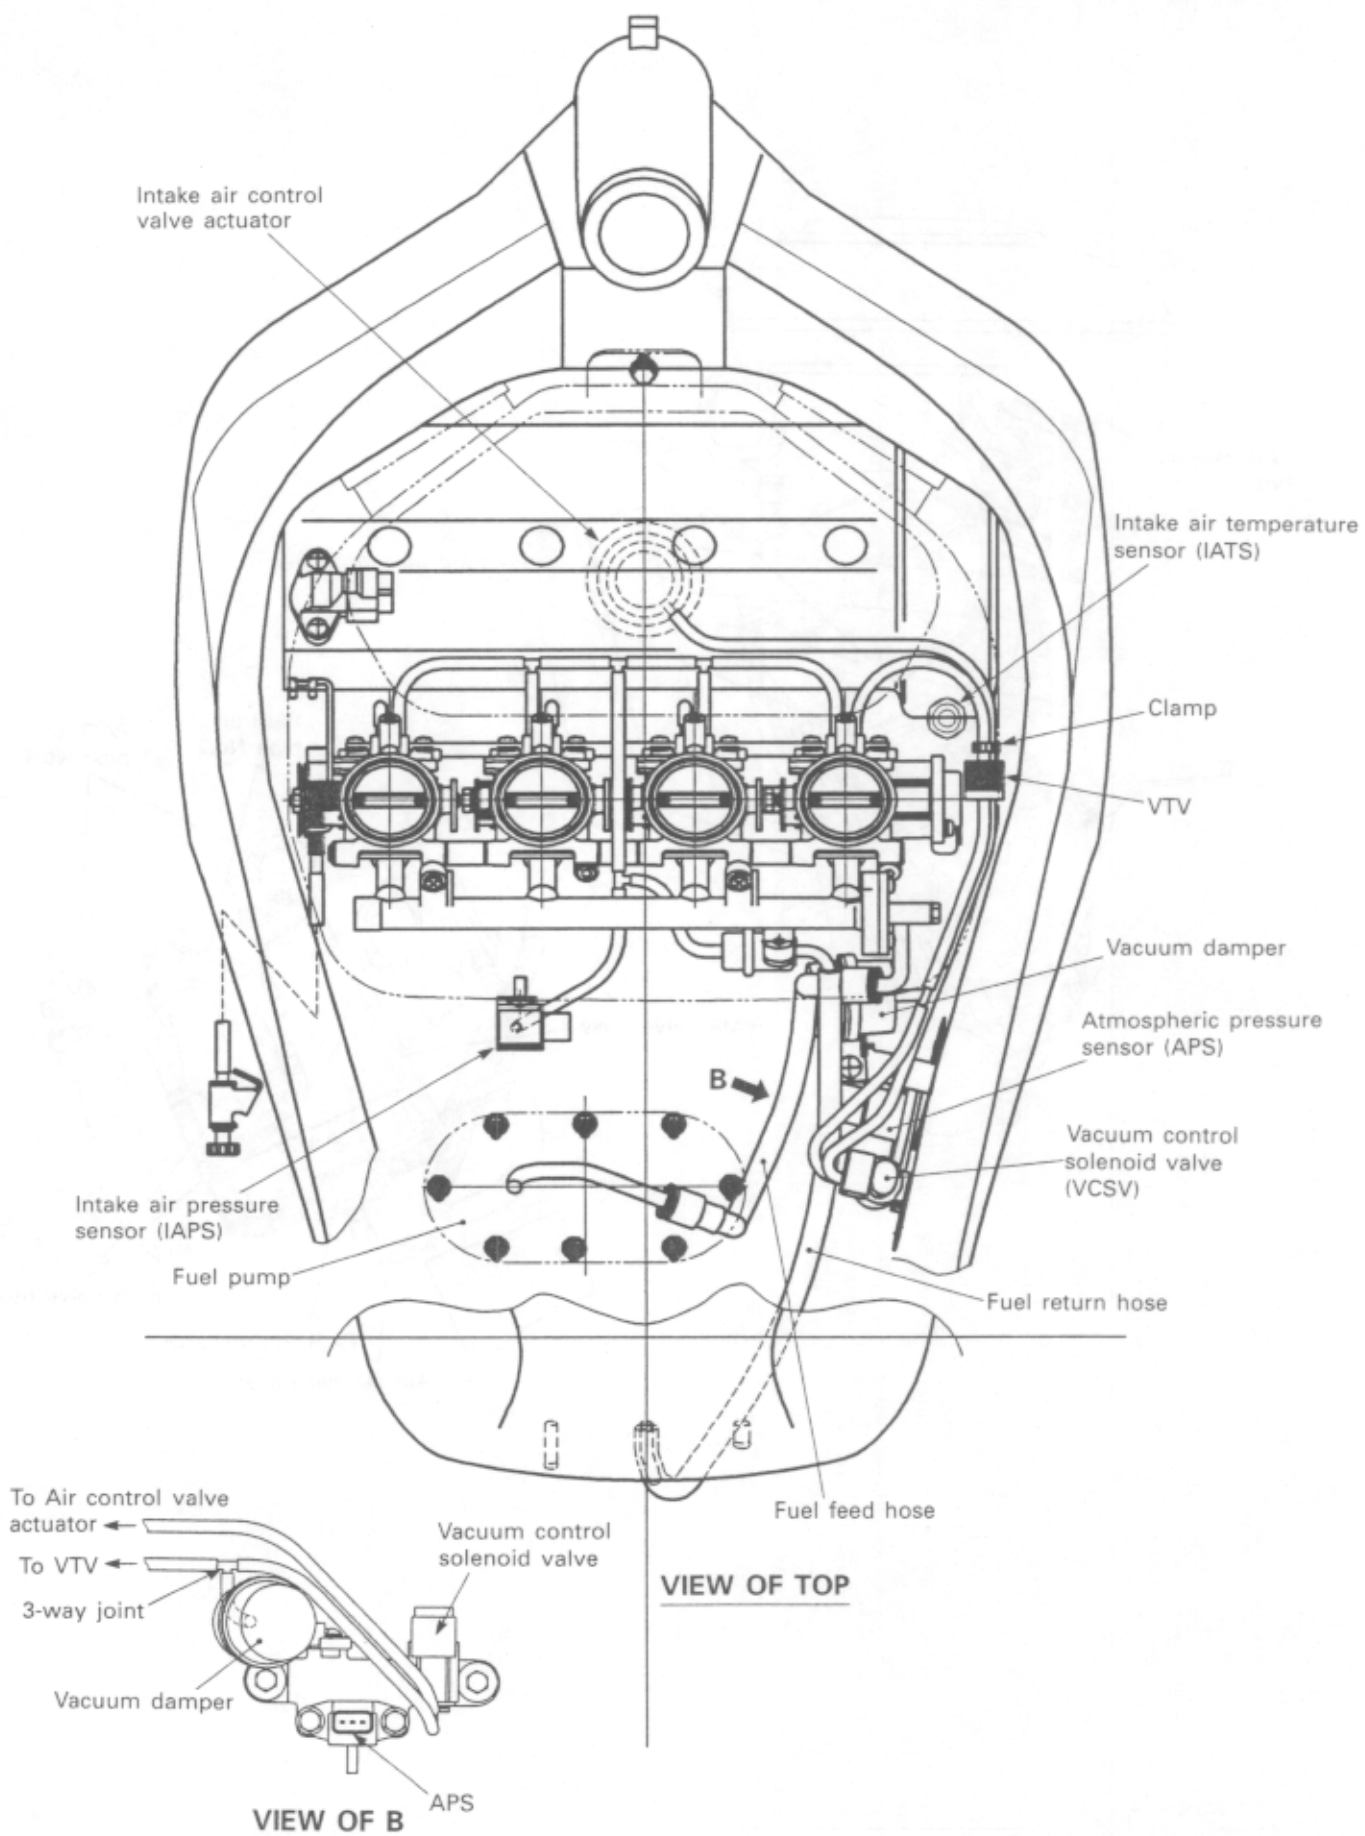 Intake air control
valve actuator
Intake air temperature
sensor (IATS)
Clamp
VTV
Vacuum damper
Atmospheric pressure
sensor (APS)
B
Vacuum control
solenoid valve
(VCSV)
Intake air pressure
sensor (IAPS)
Fuel pump
Fuel return hose
Fuel feed hose
VIEW OF TOP
To Air control valve
actuator
To VTV
3-way joint
Vacuum damper
Vacuum control
solenoid valve
APS
VIEW OF B